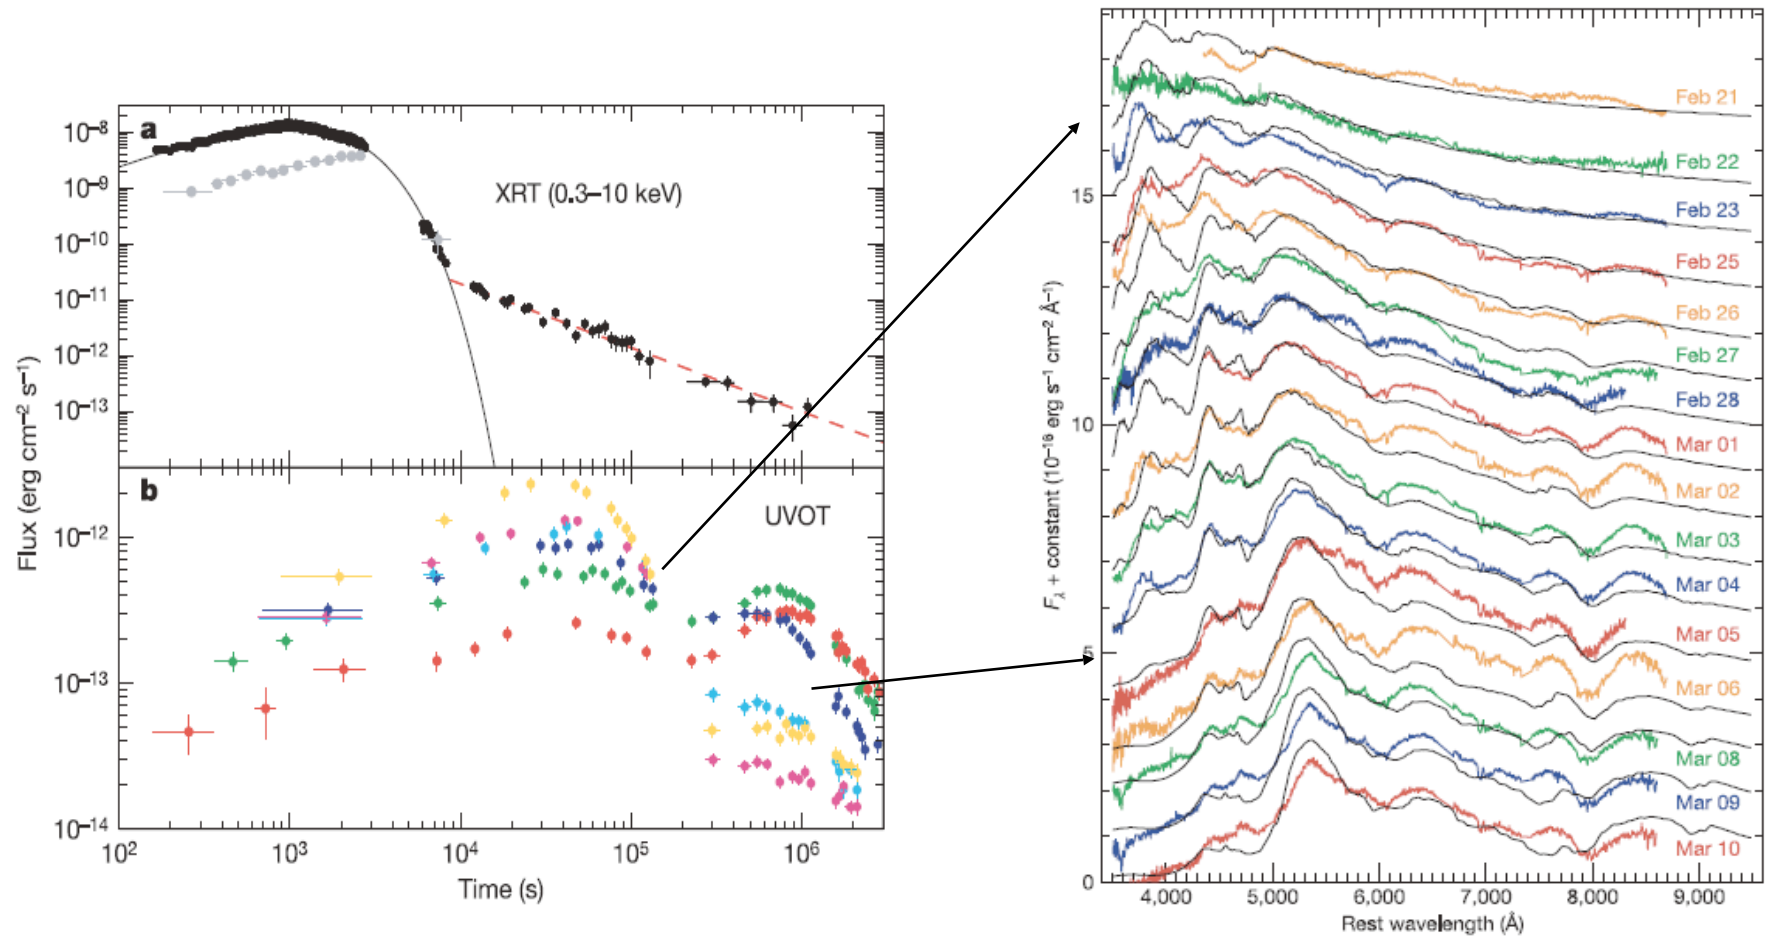 a
XRT (0.3–10 keV)
10⁻⁸
10⁻⁹
10⁻¹⁰
10⁻¹¹
10⁻¹²
10⁻¹³
Flux (erg cm⁻² s⁻¹)
b
UVOT
10⁻¹²
10⁻¹³
10⁻¹⁴
10² 10³ 10⁴ 10⁵ 10⁶
Time (s)
Fλ + constant (10⁻¹⁶ erg s⁻¹ cm⁻² Å⁻¹)
15
10
5
0
Feb 21
Feb 22
Feb 23
Feb 25
Feb 26
Feb 27
Feb 28
Mar 01
Mar 02
Mar 03
Mar 04
Mar 05
Mar 06
Mar 08
Mar 09
Mar 10
4,000 5,000 6,000 7,000 8,000 9,000
Rest wavelength (Å)